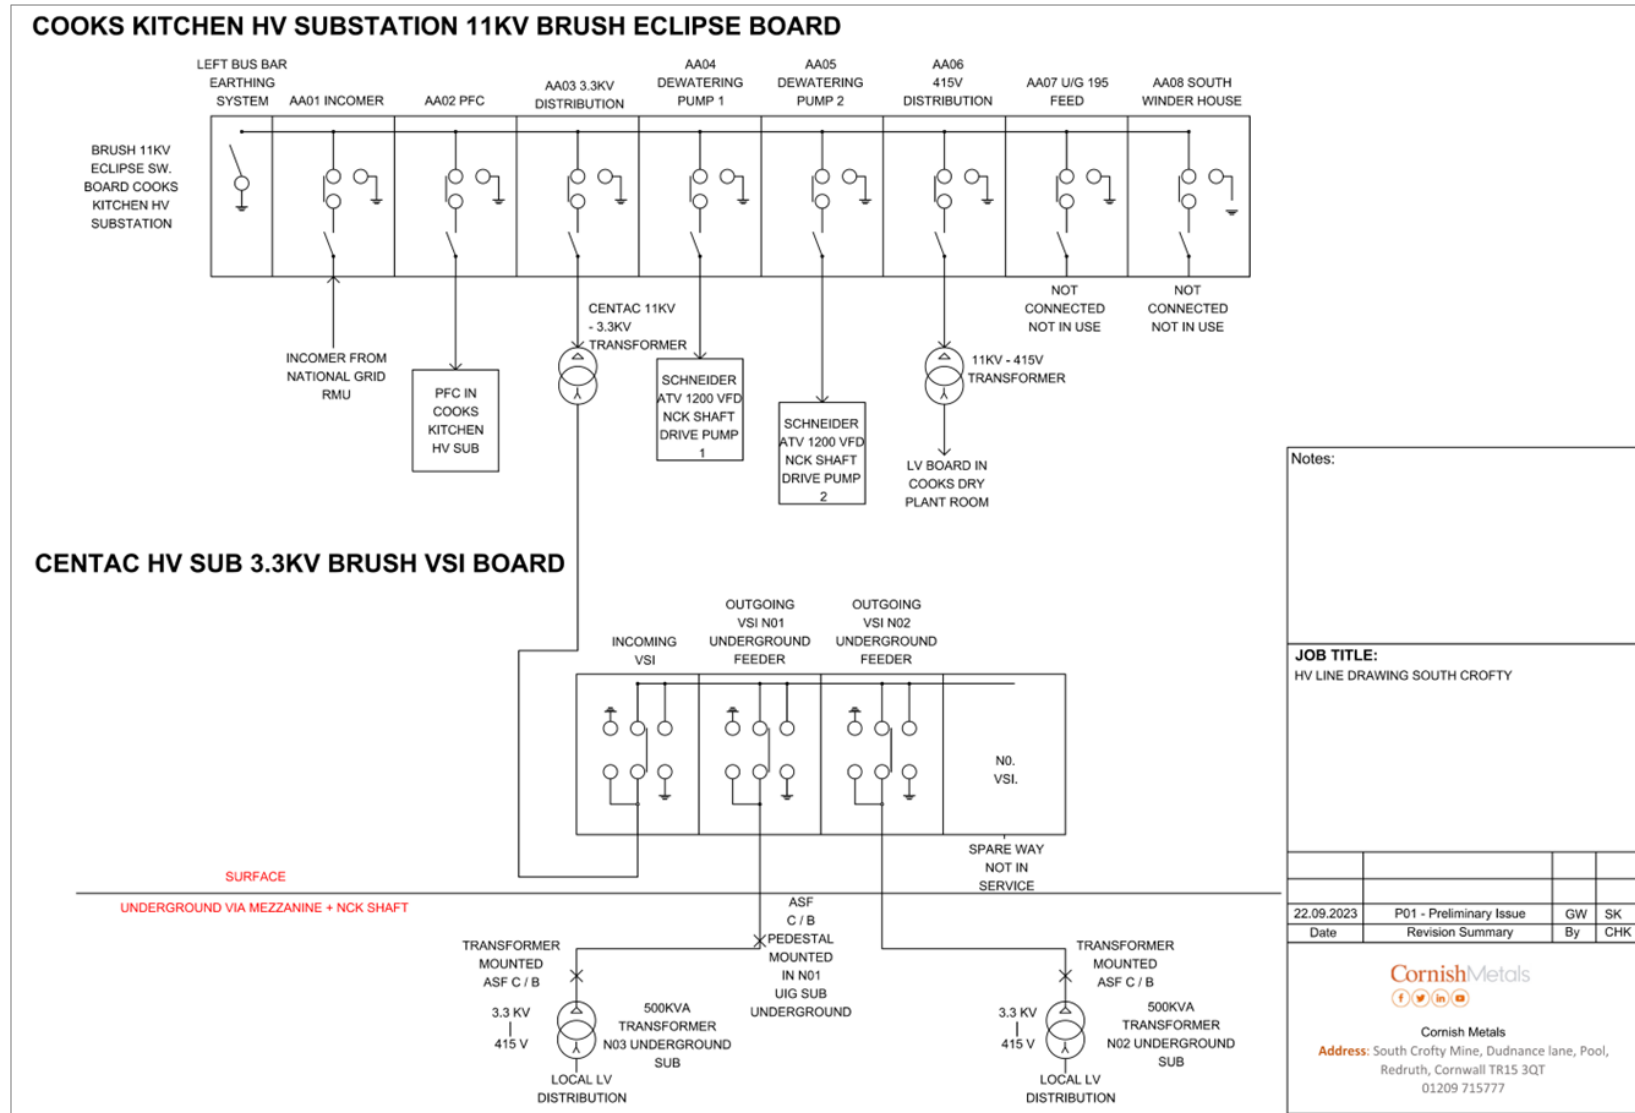 COOKS KITCHEN HV SUBSTATION 11KV BRUSH ECLIPSE BOARD
LEFT BUS BAR
EARTHING
SYSTEM
AA01 INCOMER
AA02 PFC
AA03 3.3KV
DISTRIBUTION
AA04
DEWATERING
PUMP 1
AA05
DEWATERING
PUMP 2
AA06
415V
DISTRIBUTION
AA07 U/G 195
FEED
AA08 SOUTH
WINDER HOUSE
BRUSH 11KV
ECLIPSE SW.
BOARD COOKS
KITCHEN HV
SUBSTATION
INCOMER FROM
NATIONAL GRID
RMU
PFC IN
COOKS
KITCHEN
HV SUB
CENTAC 11KV
- 3.3KV
TRANSFORMER
SCHNEIDER
ATV 1200 VFD
NCK SHAFT
DRIVE PUMP
1
SCHNEIDER
ATV 1200 VFD
NCK SHAFT
DRIVE PUMP
2
11KV - 415V
TRANSFORMER
LV BOARD IN
COOKS DRY
PLANT ROOM
NOT
CONNECTED
NOT IN USE
NOT
CONNECTED
NOT IN USE
CENTAC HV SUB 3.3KV BRUSH VSI BOARD
INCOMING
VSI
OUTGOING
VSI N01
UNDERGROUND
FEEDER
OUTGOING
VSI N02
UNDERGROUND
FEEDER
N0.
VSI.
SPARE WAY
NOT IN
SERVICE
SURFACE
UNDERGROUND VIA MEZZANINE + NCK SHAFT
TRANSFORMER
MOUNTED
ASF C / B
3.3 KV
415 V
500KVA
TRANSFORMER
N03 UNDERGROUND
SUB
LOCAL LV
DISTRIBUTION
ASF
C / B
PEDESTAL
MOUNTED
IN N01
UIG SUB
UNDERGROUND
TRANSFORMER
MOUNTED
ASF C / B
3.3 KV
415 V
500KVA
TRANSFORMER
N02 UNDERGROUND
SUB
LOCAL LV
DISTRIBUTION
Notes:
JOB TITLE:
HV LINE DRAWING SOUTH CROFTY
22.09.2023 P01 - Preliminary Issue GW SK
Date Revision Summary By CHK
CornishMetals
Cornish Metals
Address: South Crofty Mine, Dudnance lane, Pool,
Redruth, Cornwall TR15 3QT
01209 715777